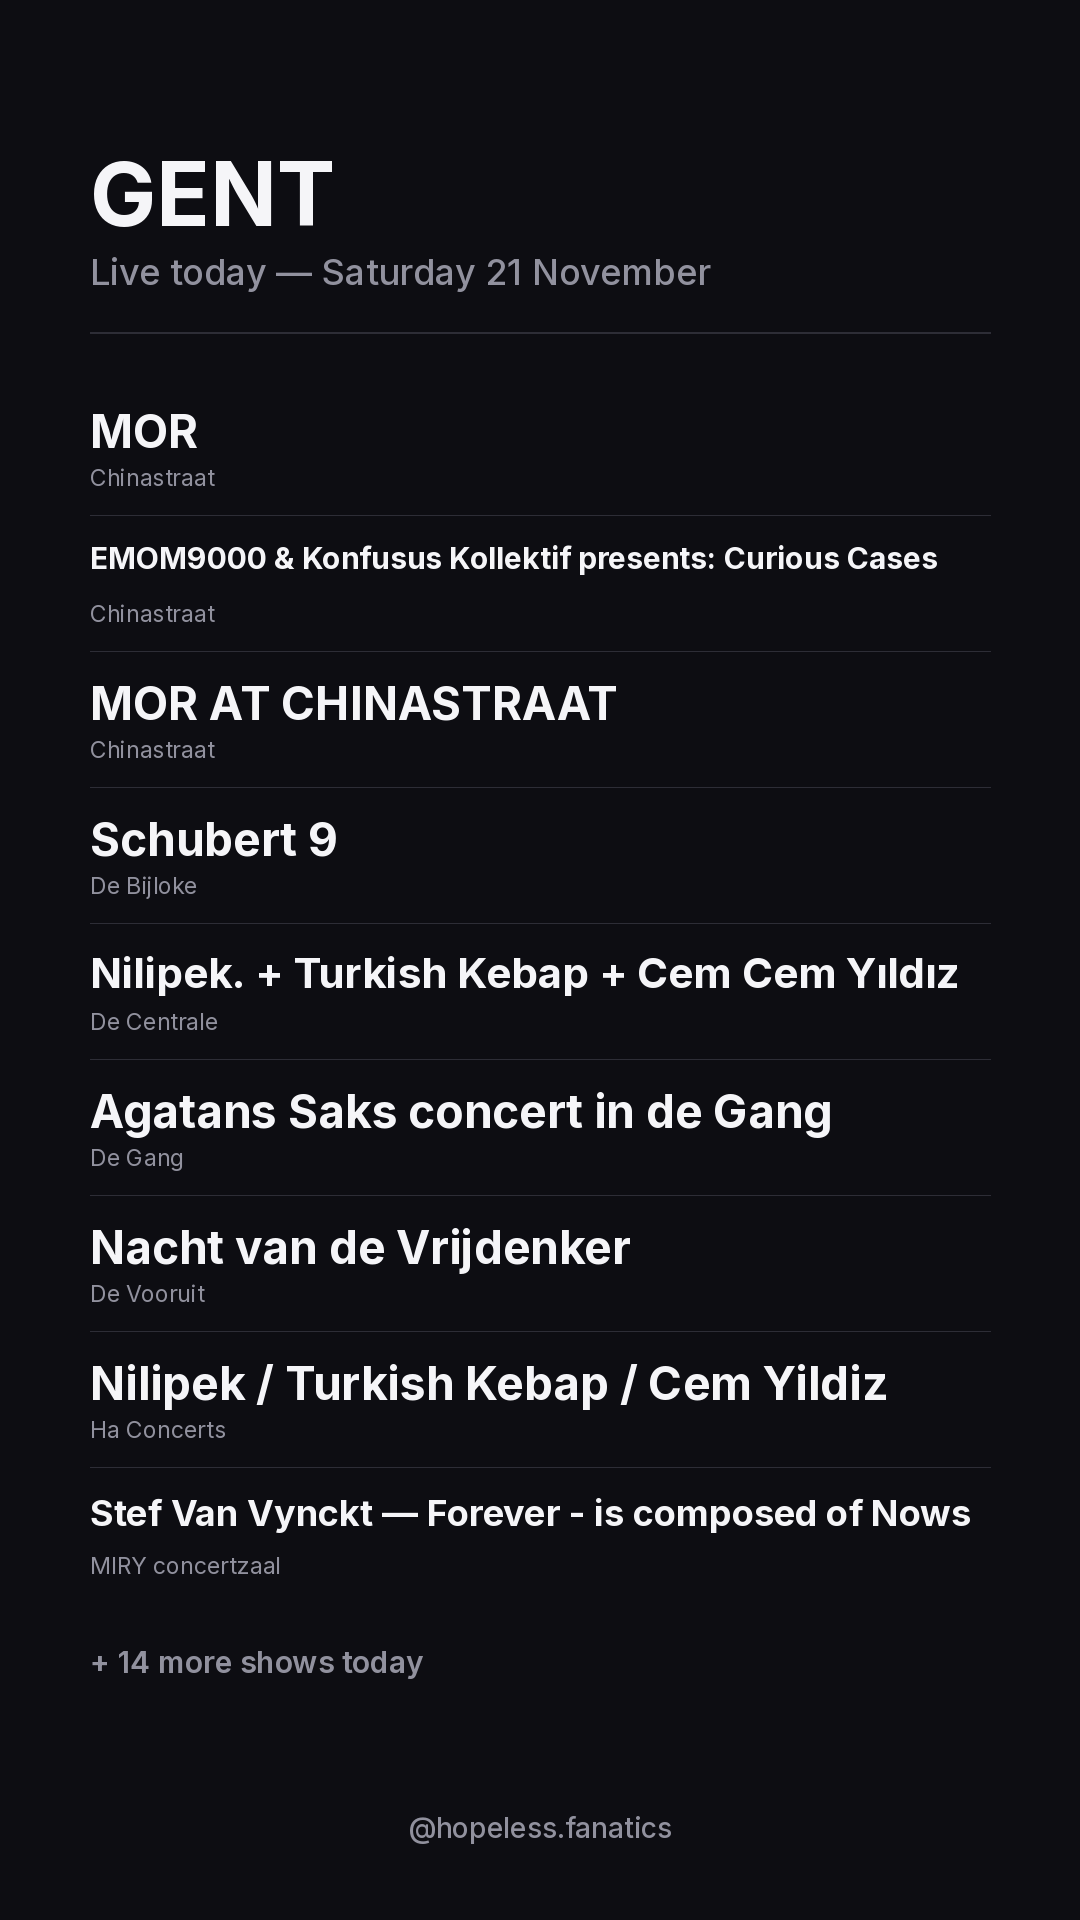 GENT
Live today — Saturday 21 November
MOR
Chinastraat
EMOM9000 & Konfusus Kollektif presents: Curious Cases
Chinastraat
MOR AT CHINASTRAAT
Chinastraat
Schubert 9
De Bijloke
Nilipek. + Turkish Kebap + Cem Cem Yıldız
De Centrale
Agatans Saks concert in de Gang
De Gang
Nacht van de Vrijdenker
De Vooruit
Nilipek / Turkish Kebap / Cem Yildiz
Ha Concerts
Stef Van Vynckt — Forever - is composed of Nows
MIRY concertzaal
+ 14 more shows today
@hopeless.fanatics